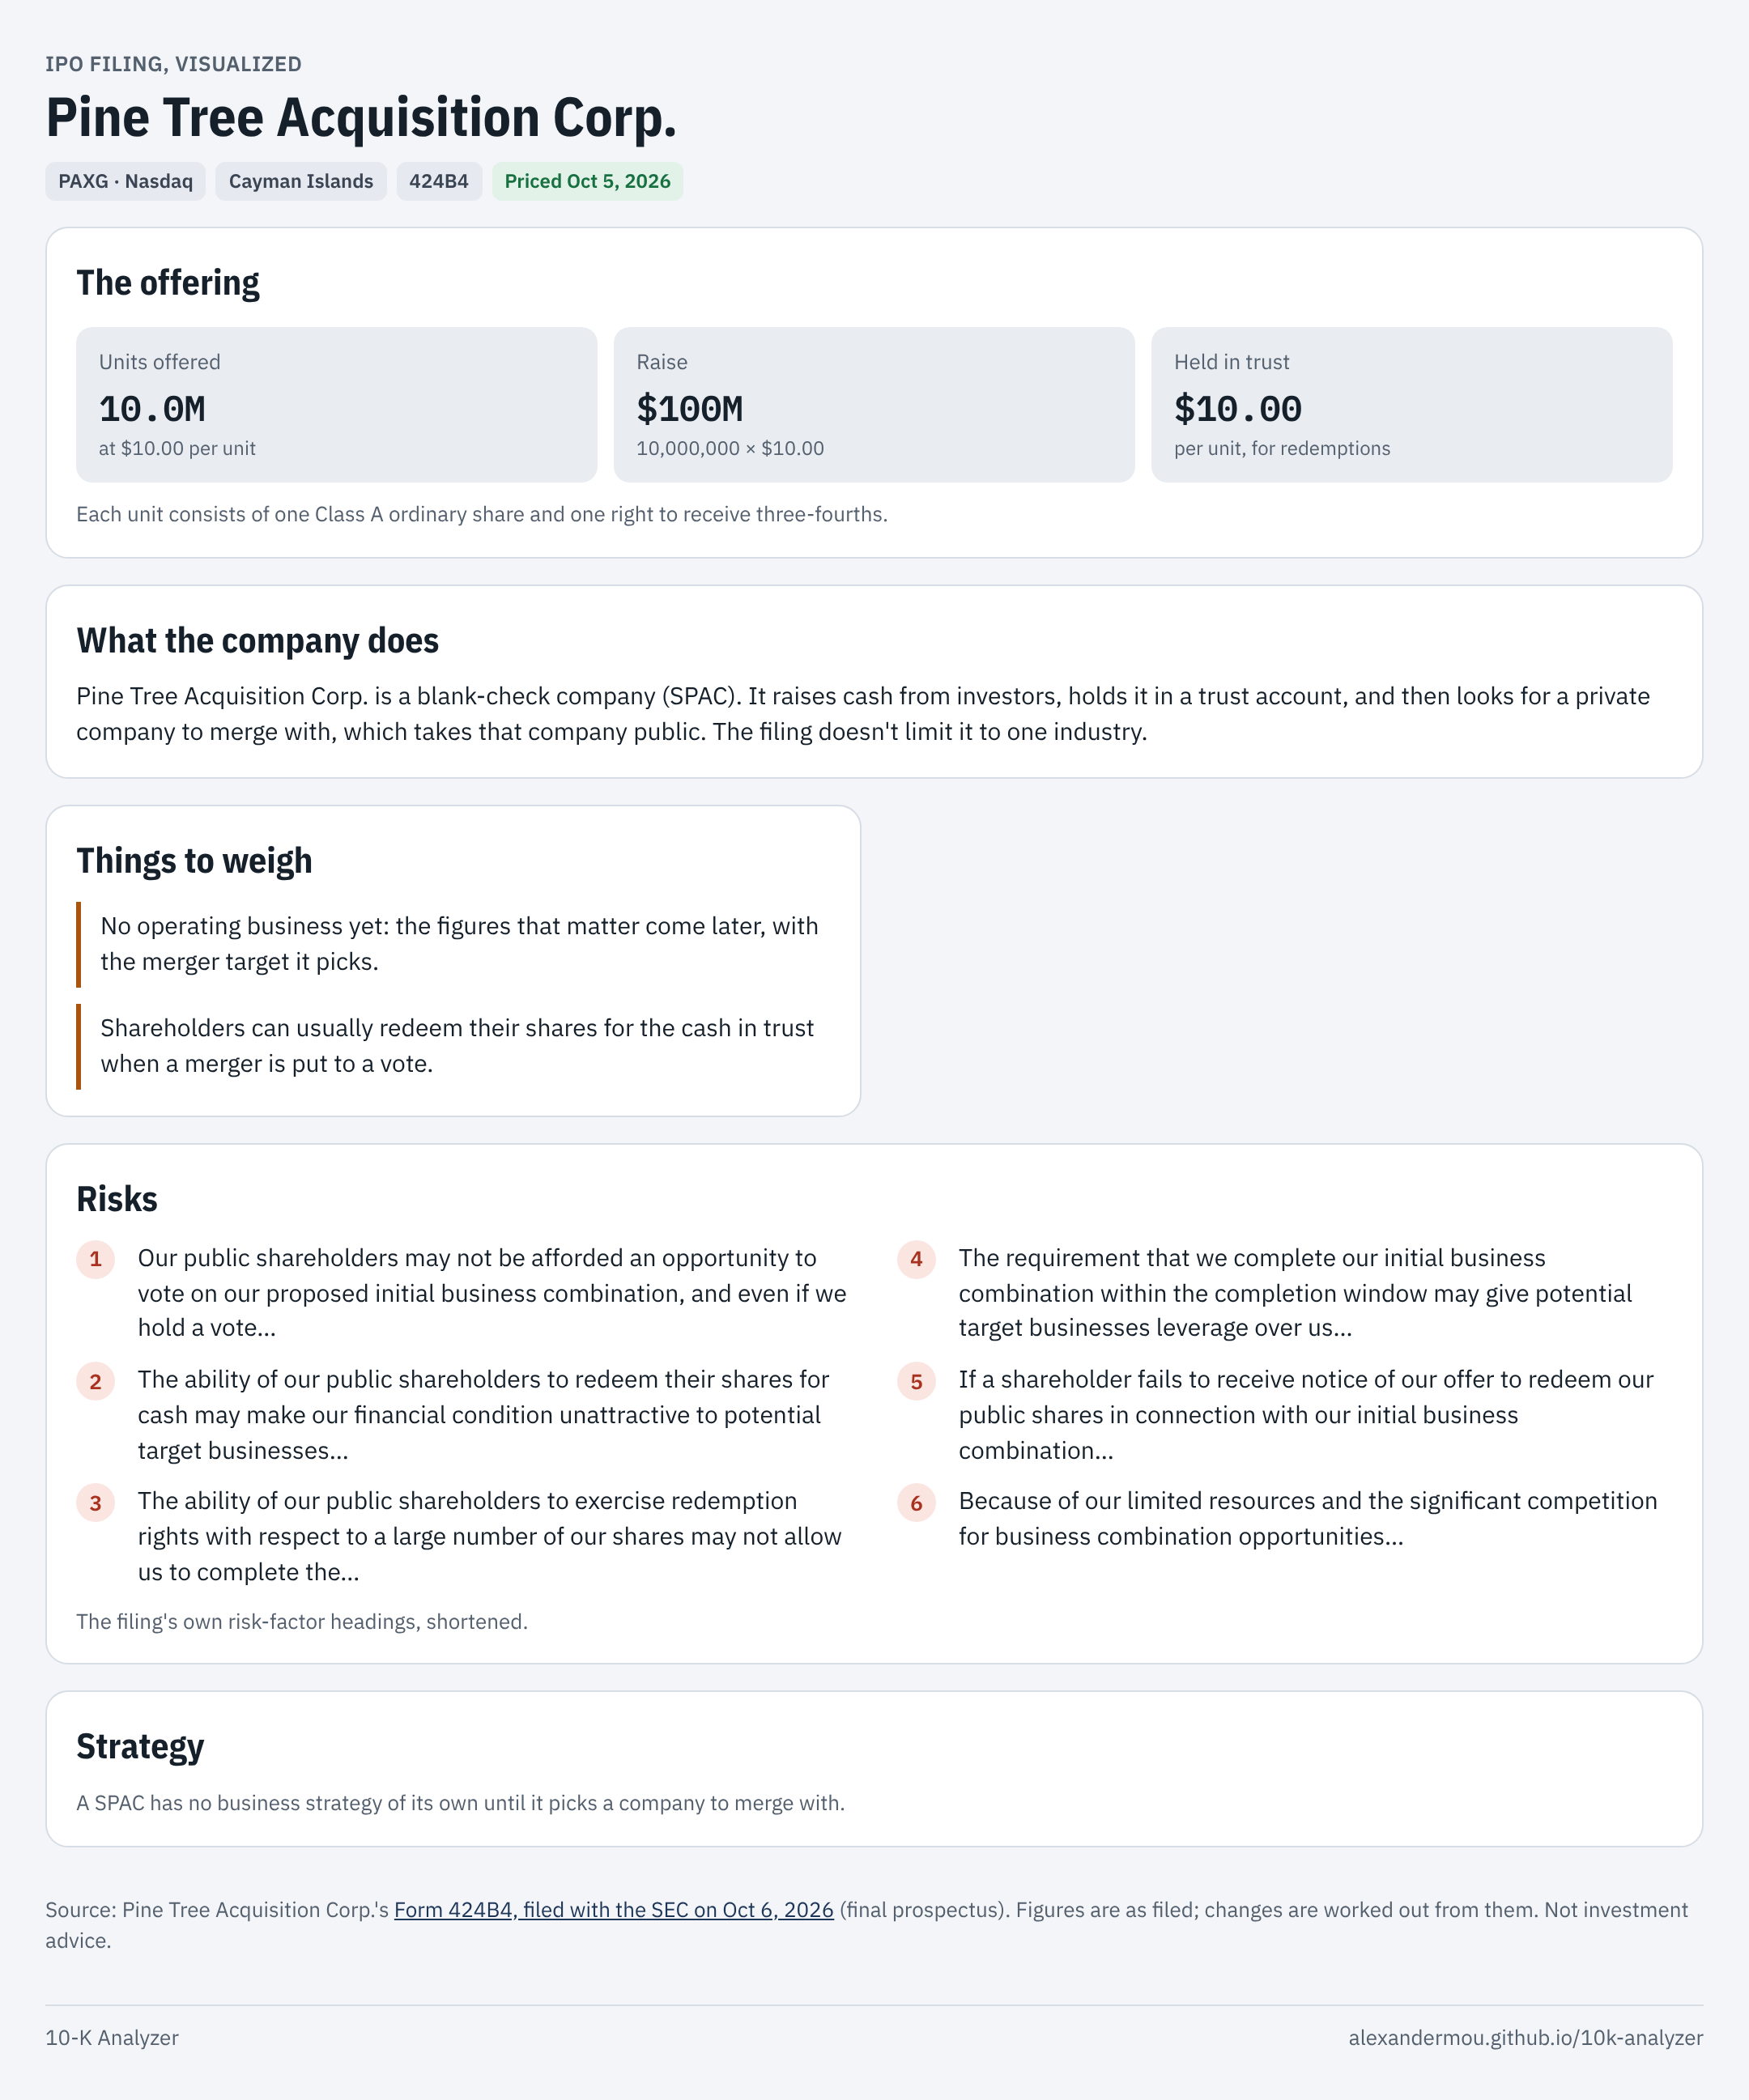 IPO FILING, VISUALIZED
Pine Tree Acquisition Corp.
PAXG · Nasdaq
Cayman Islands
424B4
Priced Oct 5, 2026
The offering
Units offered
10.0M
at $10.00 per unit
Raise
$100M
10,000,000 × $10.00
Held in trust
$10.00
per unit, for redemptions
Each unit consists of one Class A ordinary share and one right to receive three-fourths.
What the company does
Pine Tree Acquisition Corp. is a blank-check company (SPAC). It raises cash from investors, holds it in a trust account, and then looks for a private
company to merge with, which takes that company public. The filing doesn't limit it to one industry.
Things to weigh
No operating business yet: the figures that matter come later, with
the merger target it picks.
Shareholders can usually redeem their shares for the cash in trust
when a merger is put to a vote.
Risks
1 Our public shareholders may not be afforded an opportunity to
vote on our proposed initial business combination, and even if we
hold a vote...
2 The ability of our public shareholders to redeem their shares for
cash may make our financial condition unattractive to potential
target businesses...
3 The ability of our public shareholders to exercise redemption
rights with respect to a large number of our shares may not allow
us to complete the...
4 The requirement that we complete our initial business
combination within the completion window may give potential
target businesses leverage over us...
5 If a shareholder fails to receive notice of our offer to redeem our
public shares in connection with our initial business
combination...
6 Because of our limited resources and the significant competition
for business combination opportunities...
The filing's own risk-factor headings, shortened.
Strategy
A SPAC has no business strategy of its own until it picks a company to merge with.
Source: Pine Tree Acquisition Corp.'s Form 424B4, filed with the SEC on Oct 6, 2026 (final prospectus). Figures are as filed; changes are worked out from them. Not investment
advice.
10-K Analyzer
alexandermou.github.io/10k-analyzer